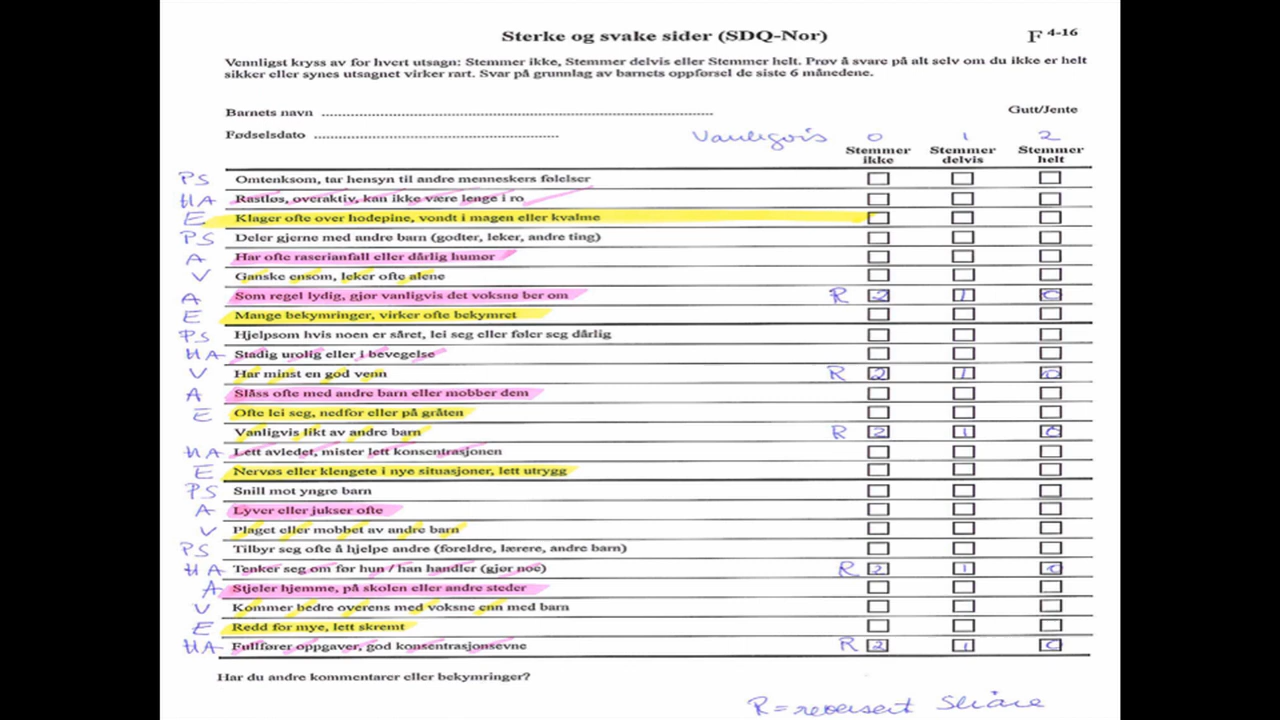 Sterke og svake sider (SDQ-Nor) F 4-16
Vennligst kryss av for hvert utsagn: Stemmer ikke, Stemmer delvis eller Stemmer helt. Prøv å svare på alt selv om du ikke er helt
sikker eller synes utsagnet virker rart. Svar på grunnlag av barnets oppførsel de siste 6 månedene.
Barnets navn Gutt/Jente
Fødselsdato Vanligvis 0 1 2
Stemmer ikke Stemmer delvis Stemmer helt
PS Omtenksom, tar hensyn til andre menneskers følelser
HA Rastløs, overaktiv, kan ikke være lenge i ro
E Klager ofte over hodepine, vondt i magen eller kvalme
PS Deler gjerne med andre barn (godter, leker, andre ting)
A Har ofte raserianfall eller dårlig humør
V Ganske ensom, leker ofte alene
A Som regel lydig, gjør vanligvis det voksne ber om R 2 1 0
E Mange bekymringer, virker ofte bekymret
PS Hjelpsom hvis noen er såret, lei seg eller føler seg dårlig
HA Stadig urolig eller i bevegelse
V Har minst en god venn R 2 1 0
A Slåss ofte med andre barn eller mobber dem
E Ofte lei seg, nedfor eller på gråten
Vanligvis likt av andre barn R 2 1 0
HA Lett avledet, mister lett konsentrasjonen
E Nervøs eller klengete i nye situasjoner, lett utrygg
PS Snill mot yngre barn
A Lyver eller jukser ofte
V Plaget eller mobbet av andre barn
PS Tilbyr seg ofte å hjelpe andre (foreldre, lærere, andre barn)
HA Tenker seg om før hun / han handler (gjør noe) R 2 1 0
A Stjeler hjemme, på skolen eller andre steder
V Kommer bedre overens med voksne enn med barn
E Redd for mye, lett skremt
HA Fullfører oppgaver, god konsentrasjonsevne R 2 1 0
Har du andre kommentarer eller bekymringer?
R = reversert skåre